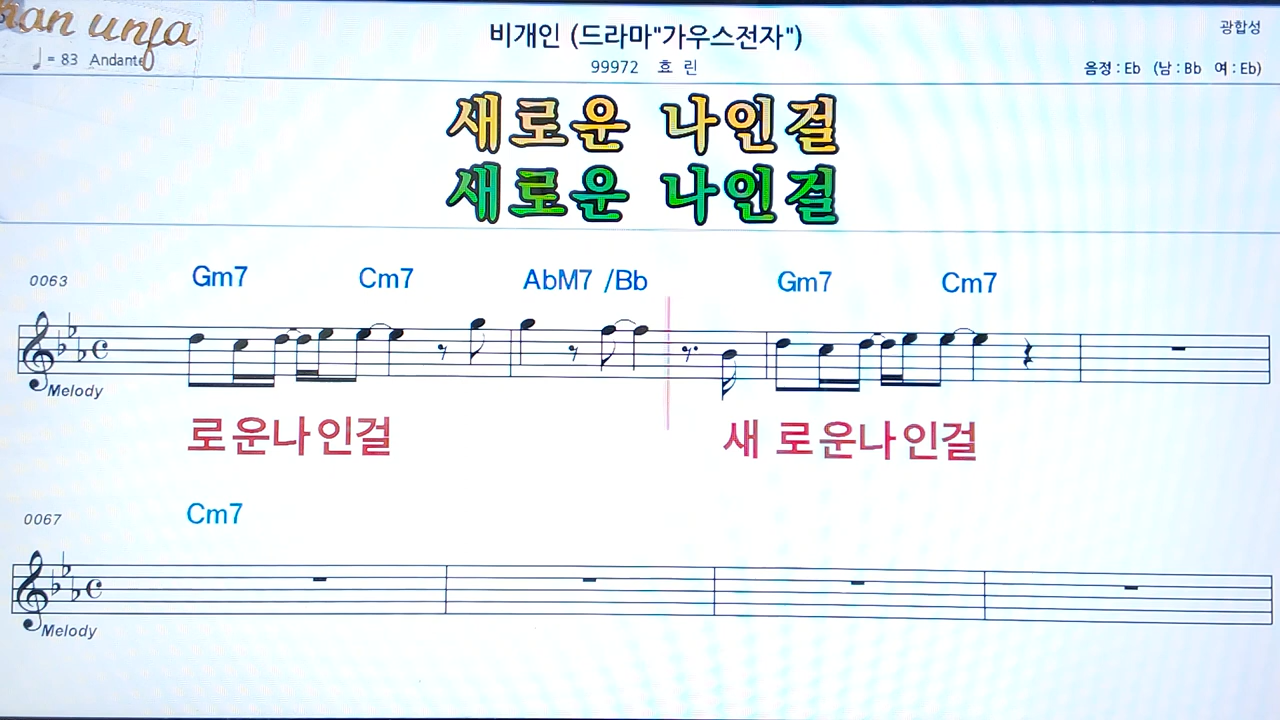 비개인 (드라마"가우스전자")
광합성
♩ = 83 Andante
99972 효 린
음정 : Eb (남 : Bb 여 : Eb)
새로운 나인걸
새로운 나인걸
0063 Gm7 Cm7 AbM7 /Bb Gm7 Cm7
Melody
로운나인걸 새 로운나인걸
0067 Cm7
Melody